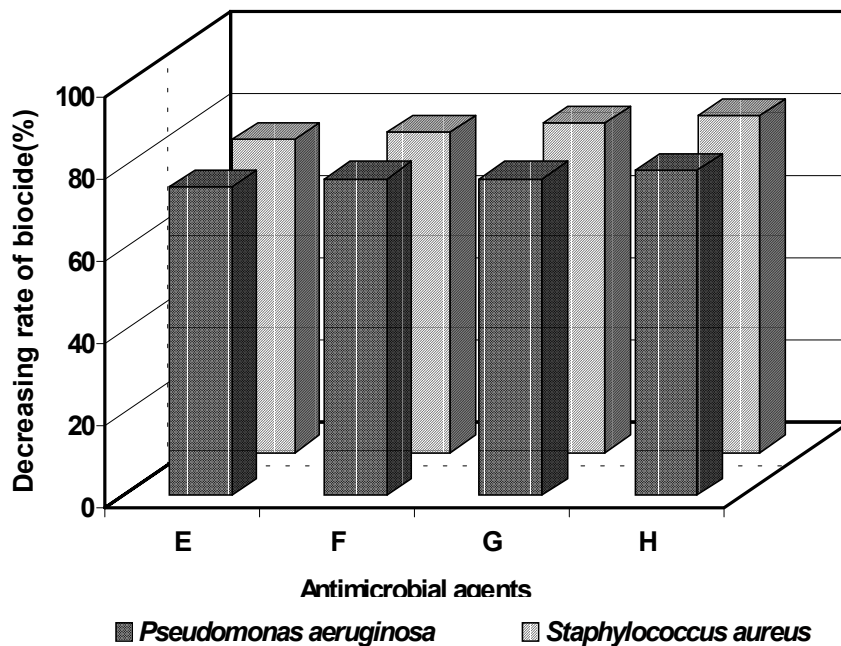 Decreasing rate of biocide(%)
100
80
60
40
20
0
E F G H
Antimicrobial agents
Pseudomonas aeruginosa Staphylococcus aureus